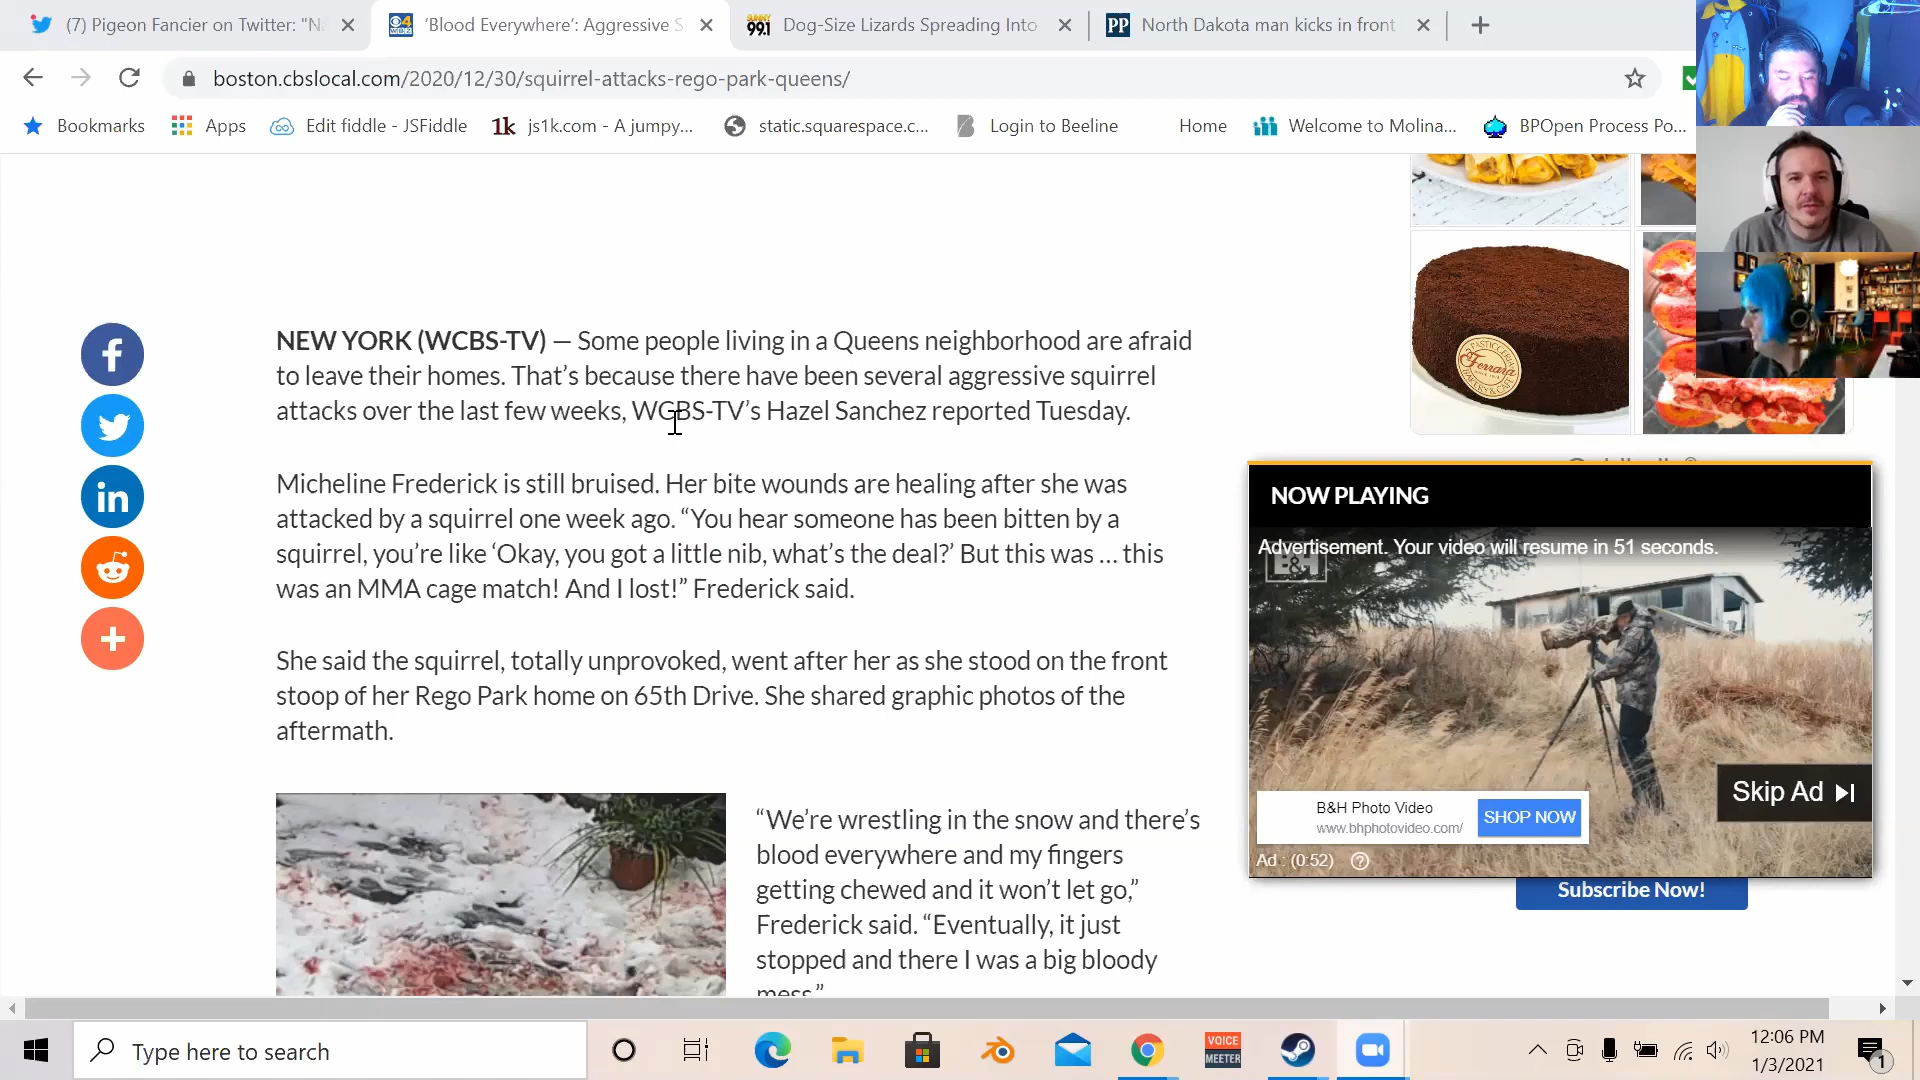 (7) Pigeon Fancier on Twitter: "N
'Blood Everywhere': Aggressive S
Dog-Size Lizards Spreading Into
North Dakota man kicks in front
boston.cbslocal.com/2020/12/30/squirrel-attacks-rego-park-queens/
Bookmarks
Apps
Edit fiddle - JSFiddle
1k js1k.com - A jumpy...
static.squarespace.c...
Login to Beeline
Home
Welcome to Molina...
BPOpen Process Po...
NEW YORK (WCBS-TV) — Some people living in a Queens neighborhood are afraid
to leave their homes. That's because there have been several aggressive squirrel
attacks over the last few weeks, WCBS-TV's Hazel Sanchez reported Tuesday.
Micheline Frederick is still bruised. Her bite wounds are healing after she was
attacked by a squirrel one week ago. “You hear someone has been bitten by a
squirrel, you're like ‘Okay, you got a little nib, what's the deal?’ But this was … this
was an MMA cage match! And I lost!” Frederick said.
She said the squirrel, totally unprovoked, went after her as she stood on the front
stoop of her Rego Park home on 65th Drive. She shared graphic photos of the
aftermath.
“We're wrestling in the snow and there's
blood everywhere and my fingers
getting chewed and it won't let go,”
Frederick said. “Eventually, it just
stopped and there I was a big bloody
mess.”
Ferrara
NOW PLAYING
Advertisement. Your video will resume in 51 seconds.
B&H
Skip Ad
B&H Photo Video
www.bhphotovideo.com/
SHOP NOW
Ad : (0:52)
Subscribe Now!
Type here to search
VOICE
MEETER
12:06 PM
1/3/2021
1